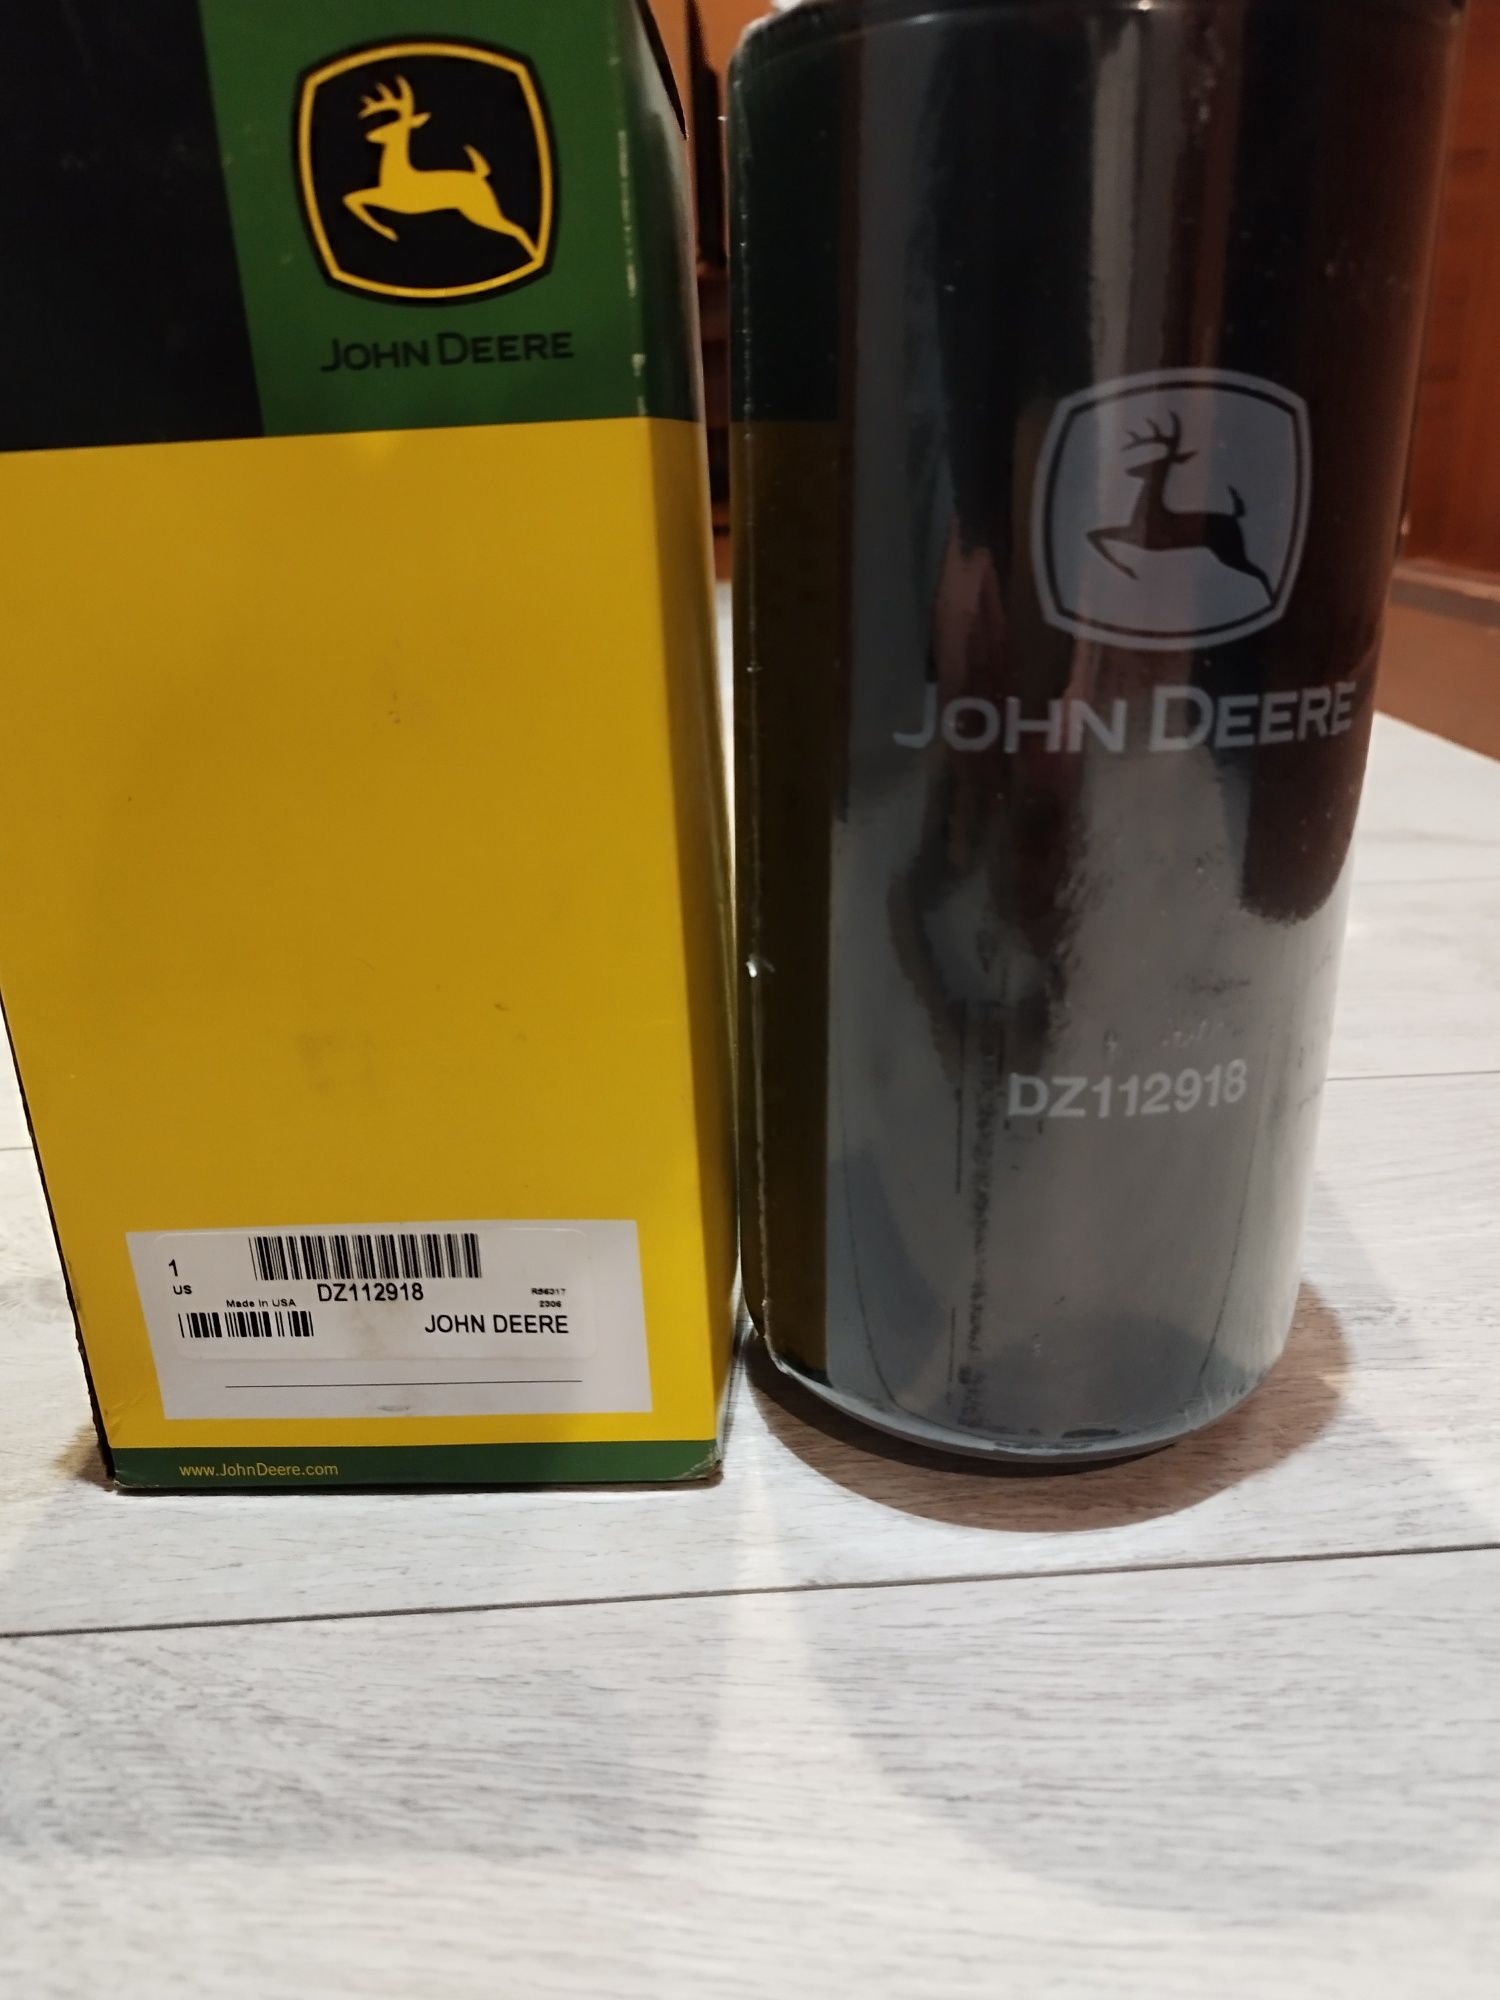 JOHN DEERE
JOHN DEERE
DZ112918
1
US
DZ112918
Made in USA
2306
JOHN DEERE
www.JohnDeere.com